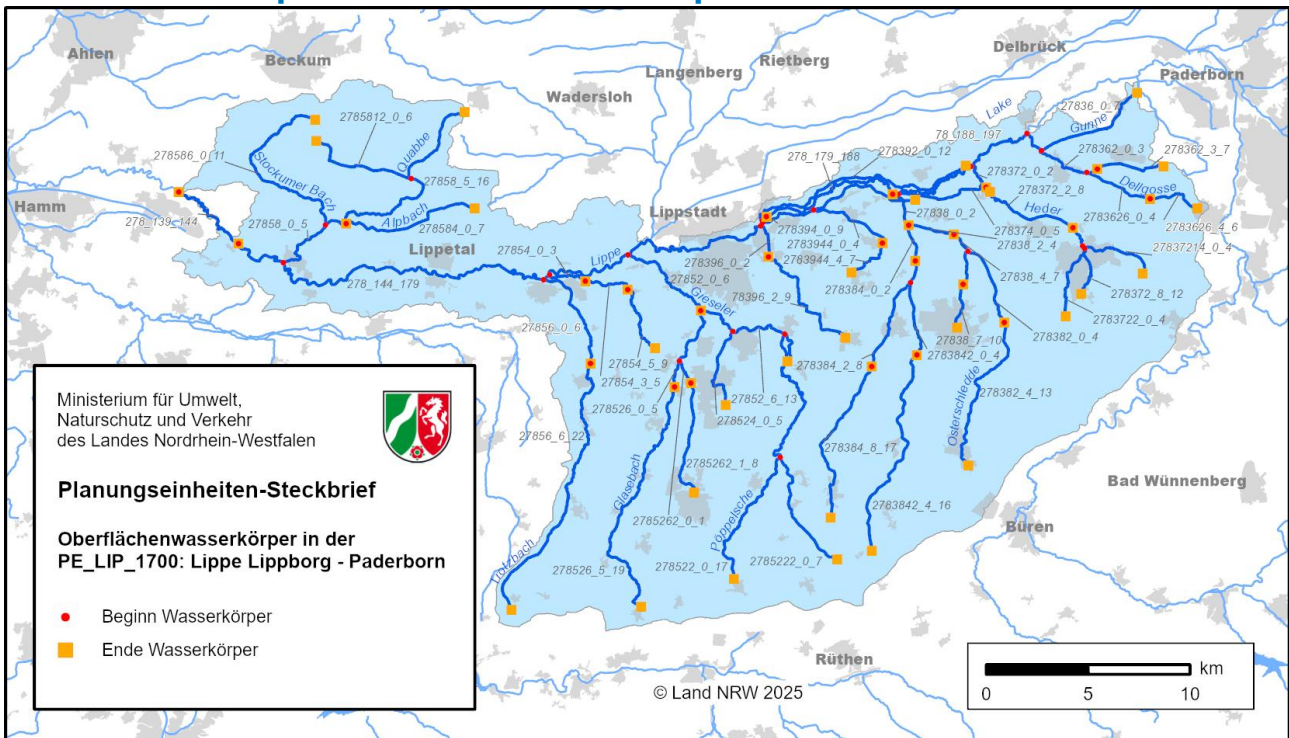 Ahlen
Beckum
Wadersloh
Langenberg
Rietberg
Delbrück
Paderborn
Hamm
Lippetal
Lippstadt
Bad Wünnenberg
Büren
Rüthen
2785812_0_6
Quabbe
278586_0_11
Stockumer Bach
27858_5_16
Alpbach
278584_0_7
27858_0_5
278_139_144
278_144_179
27854_0_3
Lippe
27852_0_6
Gieseler
278396_0_2
78396_2_9
2783944_4_7
2783944_0_4
278394_0_9
278_179_188
278392_0_12
78_188_197
Lake
27836_0_7
Gunne
278362_0_3
278362_3_7
Dellgosse
2783626_0_4
2783626_4_6
278372_0_2
278372_2_8
Heder
278374_0_5
27838_0_2
27838_2_4
27838_4_7
278384_0_2
27837214_0_4
278372_8_12
2783722_0_4
278382_0_4
27838_7_10
2783842_0_4
278384_2_8
278382_4_13
Osterschledde
27856_0_6
27854_5_9
27854_3_5
278526_0_5
27852_6_13
278524_0_5
27856_6_22
278384_8_17
2785262_1_8
Glasebach
2785262_0_1
Pöppelsche
2783842_4_16
Trotzbach
278526_5_19
278522_0_17
2785222_0_7
Ministerium für Umwelt,
Naturschutz und Verkehr
des Landes Nordrhein-Westfalen
Planungseinheiten-Steckbrief
Oberflächenwasserkörper in der
PE_LIP_1700: Lippe Lippborg - Paderborn
Beginn Wasserkörper
Ende Wasserkörper
© Land NRW 2025
km
0
5
10